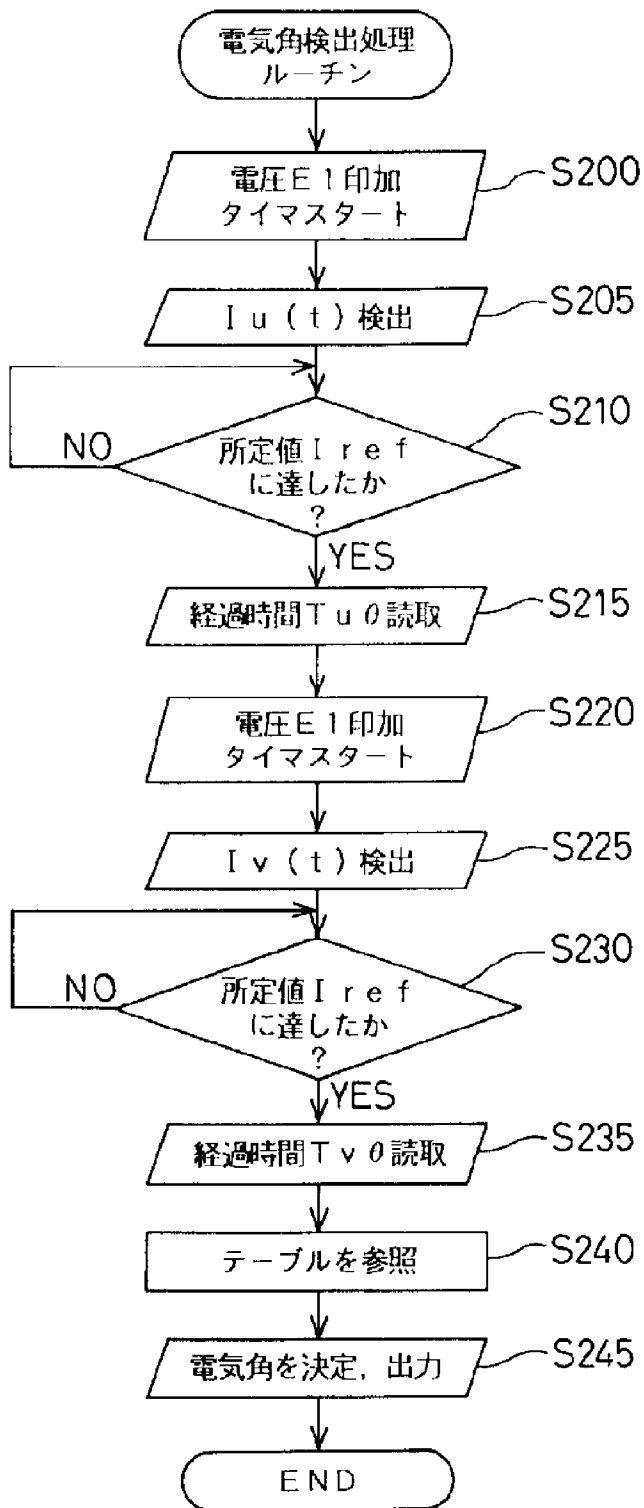 電気角検出処理
ルーチン
電圧E1印加
タイマスタート
S200
Iu(t)検出
S205
所定値Iref
に達したか
?
S210
NO
YES
経過時間Tuθ読取
S215
電圧E1印加
タイマスタート
S220
Iv(t)検出
S225
所定値Iref
に達したか
?
S230
NO
YES
経過時間Tvθ読取
S235
テーブルを参照
S240
電気角を決定,出力
S245
END